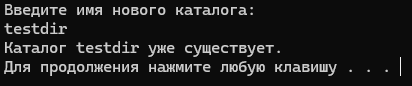 Введите имя нового каталога:
testdir
Каталог testdir уже существует.
Для продолжения нажмите любую клавишу . . .